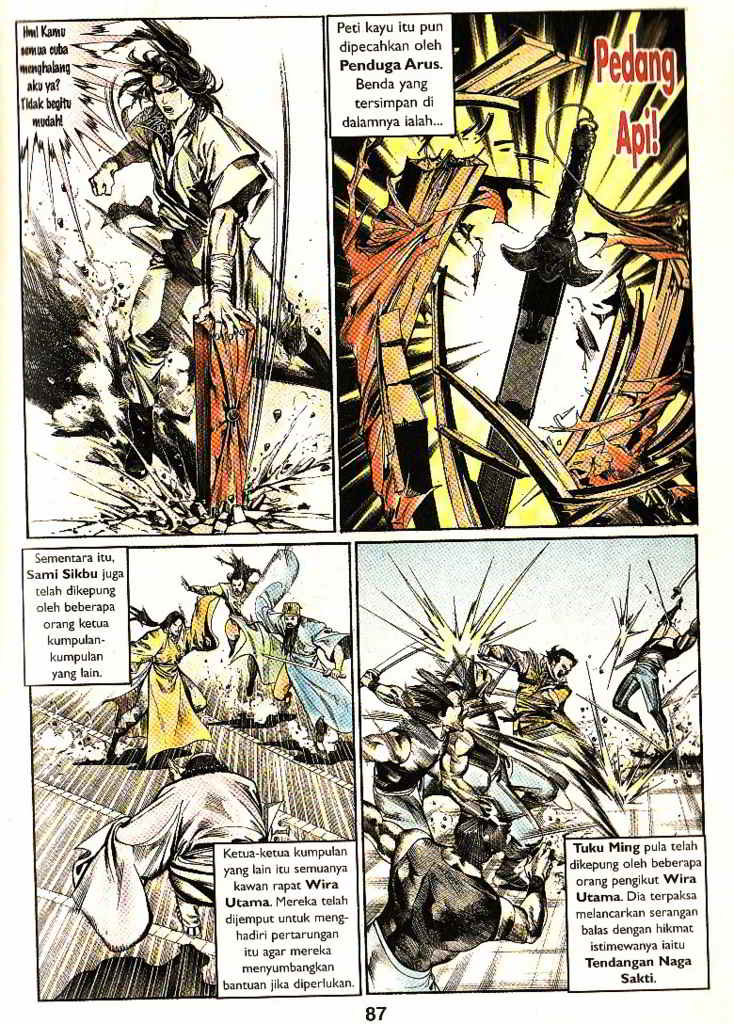 Hm! Kamu
semua cuba
menghalang
aku ya?
Tidak begitu
mudah!
Peti kayu itu pun
dipecahkan oleh
Penduga Arus.
Benda yang
tersimpan di
dalamnya ialah...
Pedang
Api!
Sementara itu,
Sami Sikbu juga
telah dikepung
oleh beberapa
orang ketua
kumpulan-
kumpulan
yang lain.
Ketua-ketua kumpulan
yang lain itu semuanya
kawan rapat Wira
Utama. Mereka telah
dijemput untuk meng-
hadiri pertarungan
itu agar mereka
menyumbangkan
bantuan jika diperlukan.
Tuku Ming pula telah
dikepung oleh beberapa
orang pengikut Wira
Utama. Dia terpaksa
melancarkan serangan
balas dengan hikmat
istimewanya iaitu
Tendangan Naga
Sakti.
87